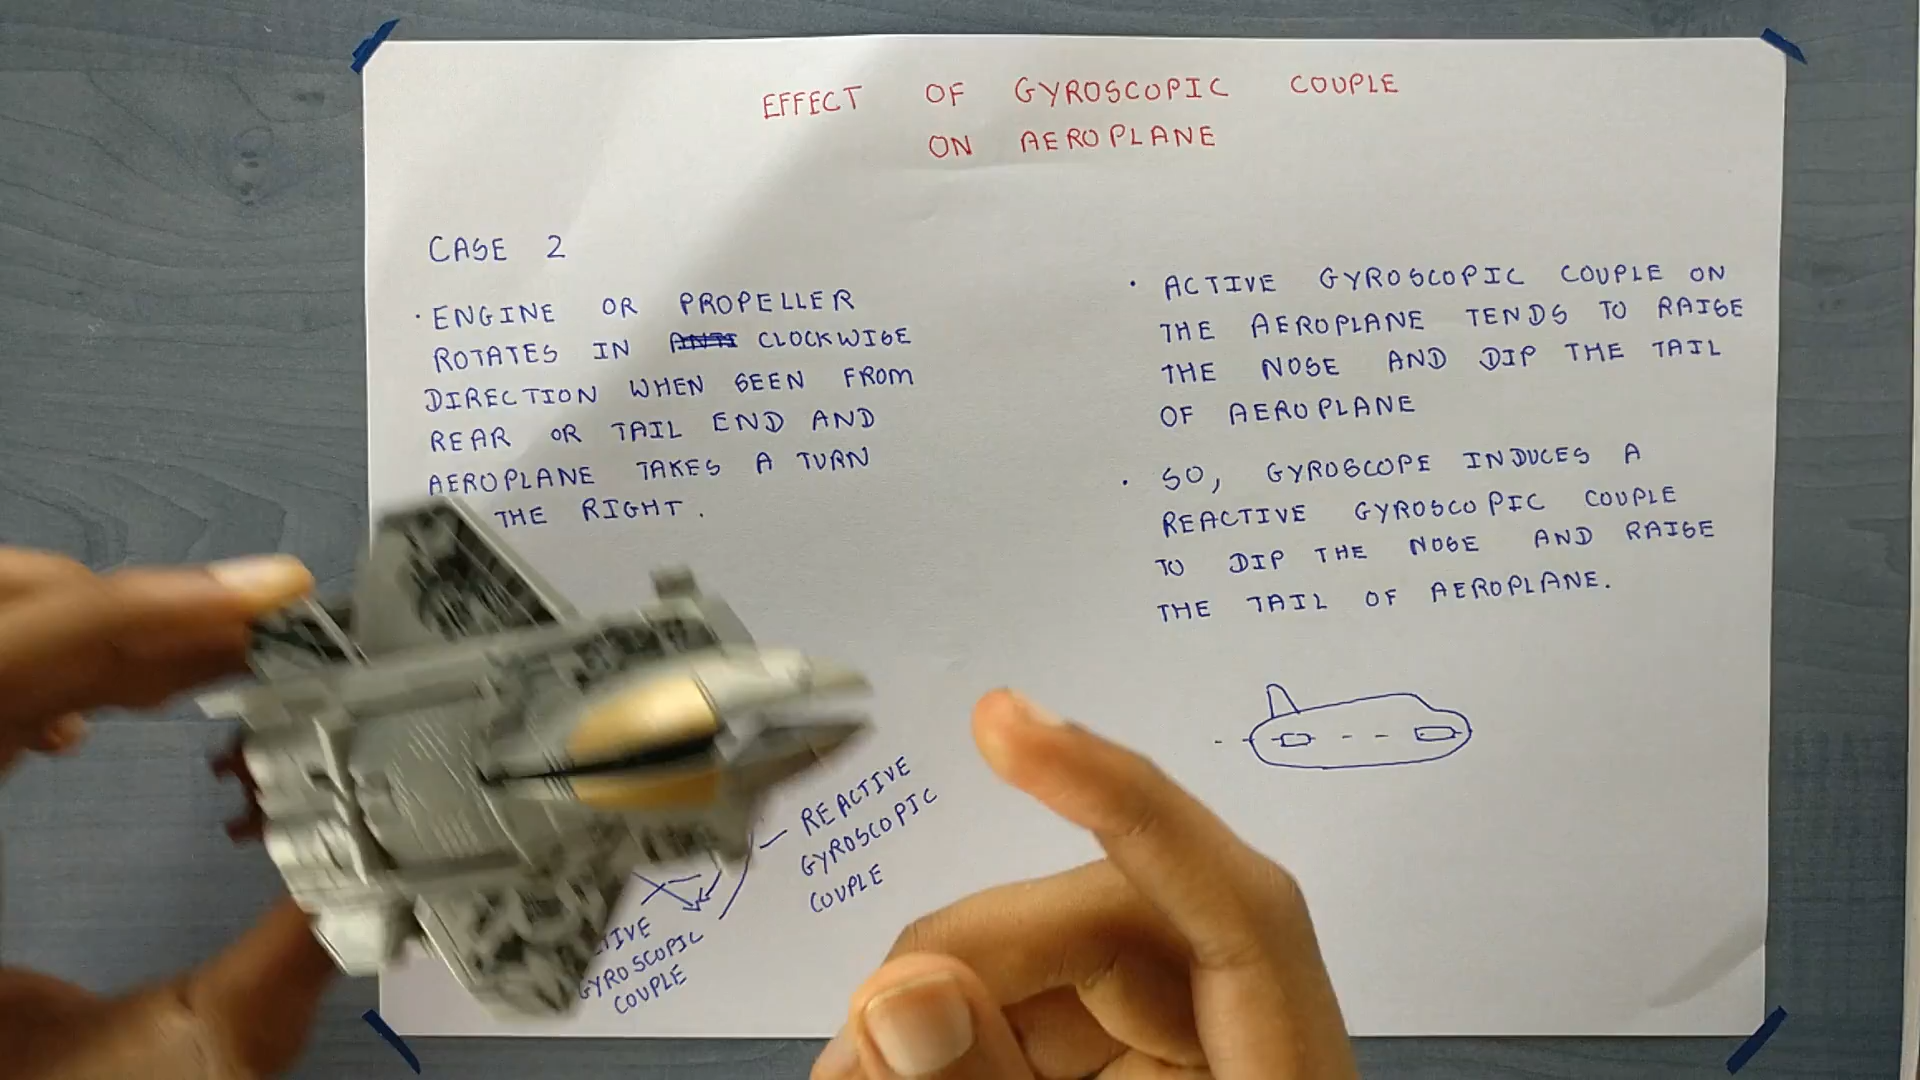 EFFECT OF GYROSCOPIC COUPLE
ON AEROPLANE
CASE 2
· ENGINE OR PROPELLER
ROTATES IN CLOCKWISE
DIRECTION WHEN SEEN FROM
REAR OR TAIL END AND
AEROPLANE TAKES A TURN
THE RIGHT.
REACTIVE
GYROSCOPIC
COUPLE
GYROSCOPIC
COUPLE
· ACTIVE GYROSCOPIC COUPLE ON
THE AEROPLANE TENDS TO RAISE
THE NOSE AND DIP THE TAIL
OF AEROPLANE
· SO, GYROSCOPE INDUCES A
REACTIVE GYROSCOPIC COUPLE
TO DIP THE NOSE AND RAISE
THE TAIL OF AEROPLANE.